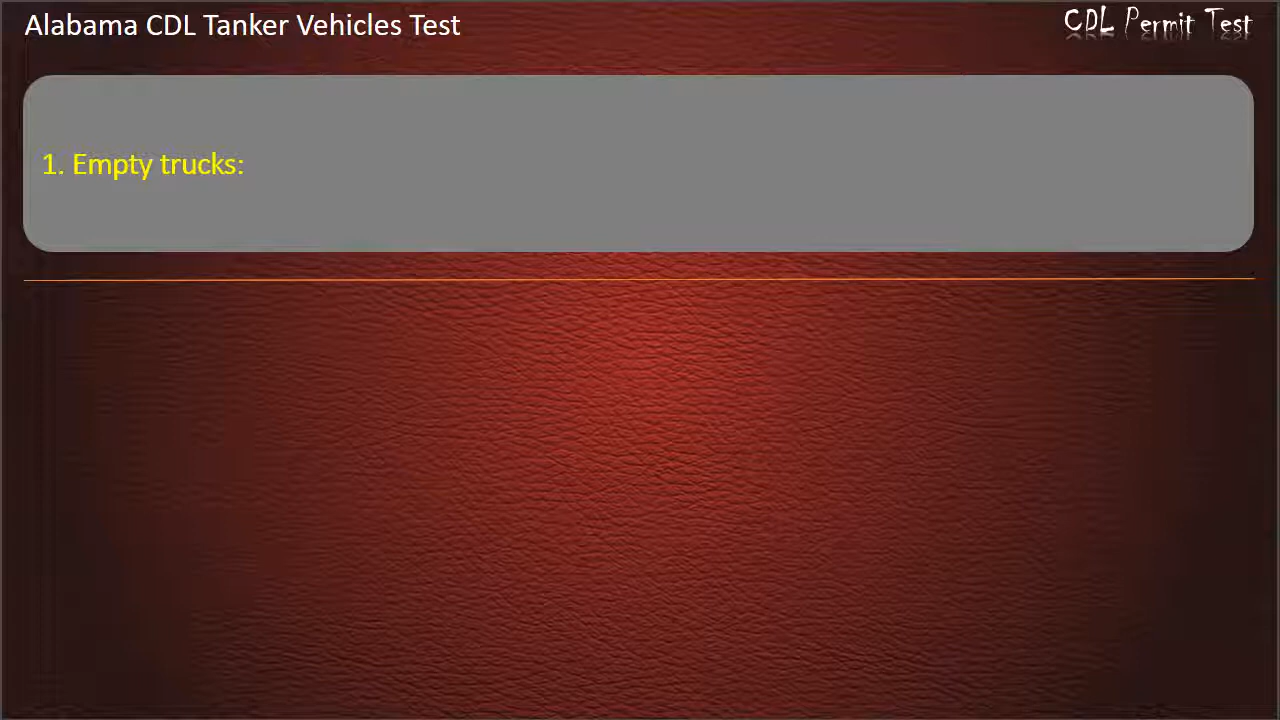 Alabama CDL Tanker Vehicles Test
CDL Permit Test
1. Empty trucks: